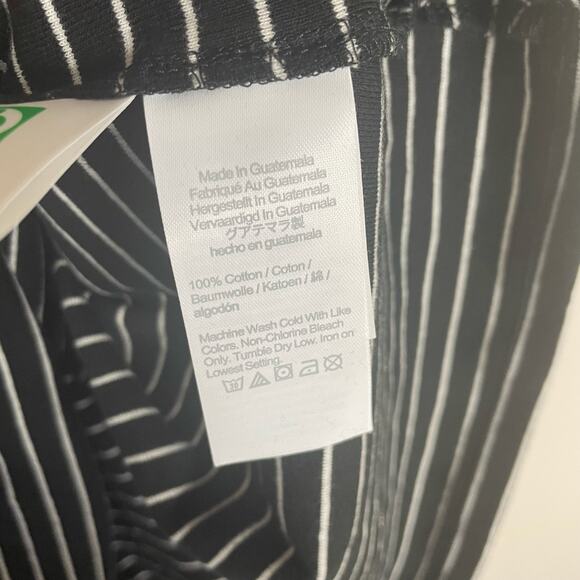 Made In Guatemala
Fabriqué Au Guatemala
Hergestellt In Guatemala
Vervaardigd In Guatemala
グアテマラ製
hecho en guatemala
100% Cotton / Coton /
Baumwolle / Katoen / 綿 /
algodón
Machine Wash Cold With Like
Colors. Non-Chlorine Bleach
Only. Tumble Dry Low. Iron on
Lowest Setting.
30